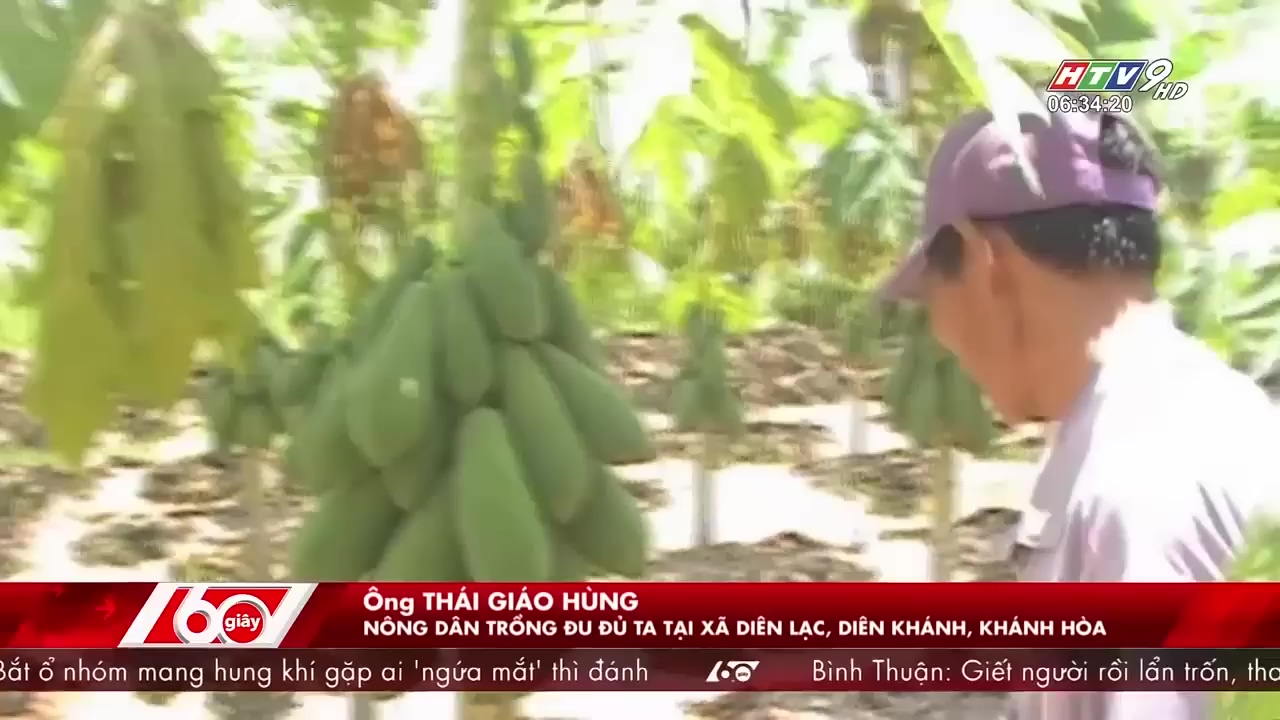 HTV9 HD
06:34:20
60 giây
Ông THÁI GIÁO HÙNG
NÔNG DÂN TRỒNG ĐU ĐỦ TA TẠI XÃ DIÊN LẠC, DIÊN KHÁNH, KHÁNH HÒA
Bắt ổ nhóm mang hung khí gặp ai 'ngứa mắt' thì đánh 60 giây Bình Thuận: Giết người rồi lẩn trốn,